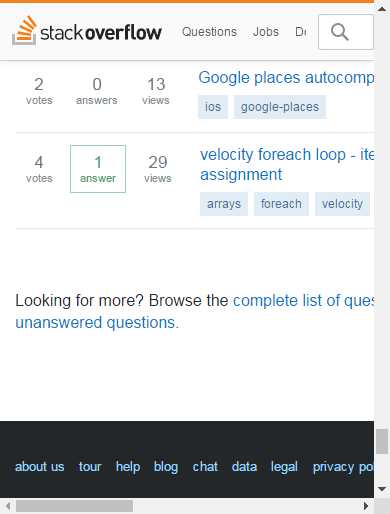 stackoverflow Questions Jobs
2 0 13
votes answers views
Google places autocomp
ios google-places
4 1 29
votes answer views
velocity foreach loop - ite
assignment
arrays foreach velocity
Looking for more? Browse the complete list of ques
unanswered questions.
about us tour help blog chat data legal privacy po